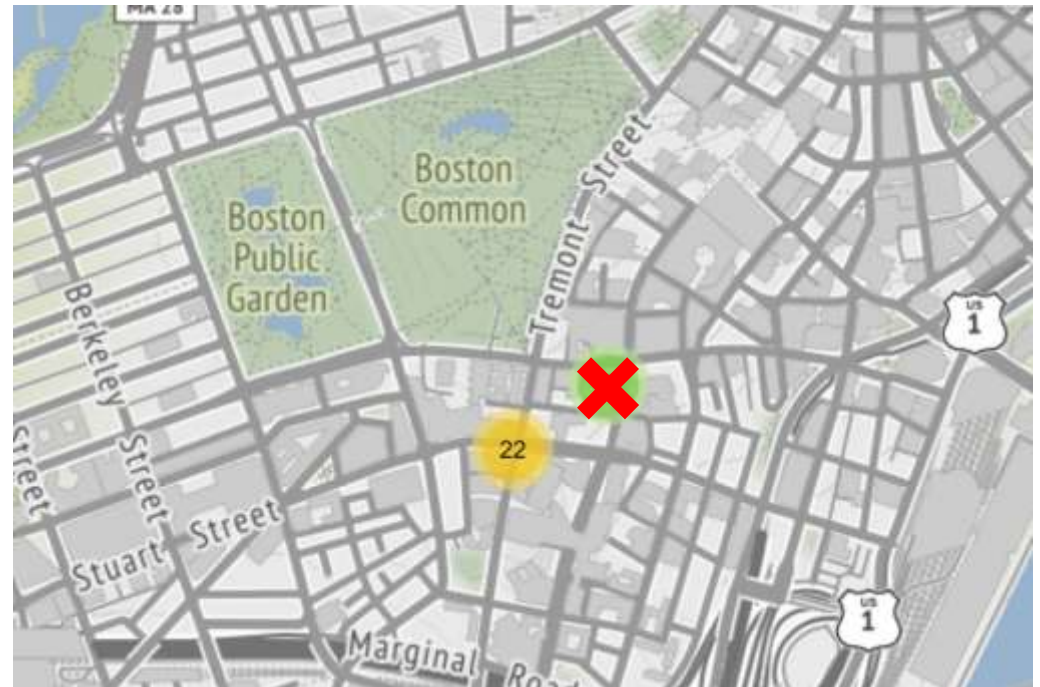 MA 28
Boston
Common
Boston
Public
Garden
Tremont Street
Berkeley
Street
Street
US
1
22
Stuart Street
US
1
Marginal Road